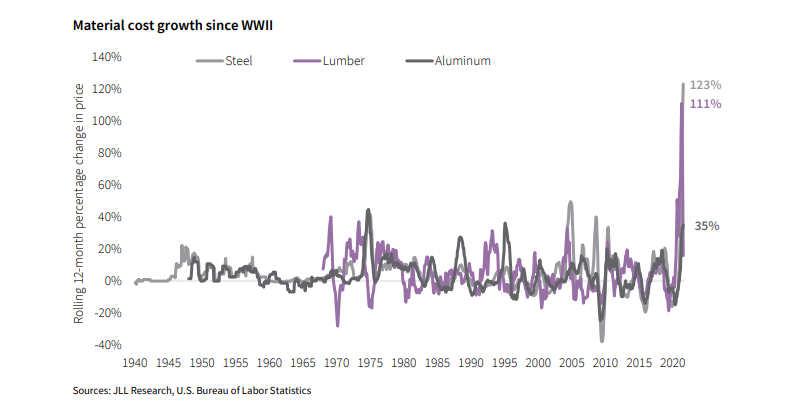 Material cost growth since WWII
Steel Lumber Aluminum
Rolling 12-month percentage change in price
140%
120%
100%
80%
60%
40%
20%
0%
-20%
-40%
123%
111%
35%
1940 1945 1950 1955 1960 1965 1970 1975 1980 1985 1990 1995 2000 2005 2010 2015 2020
Sources: JLL Research, U.S. Bureau of Labor Statistics